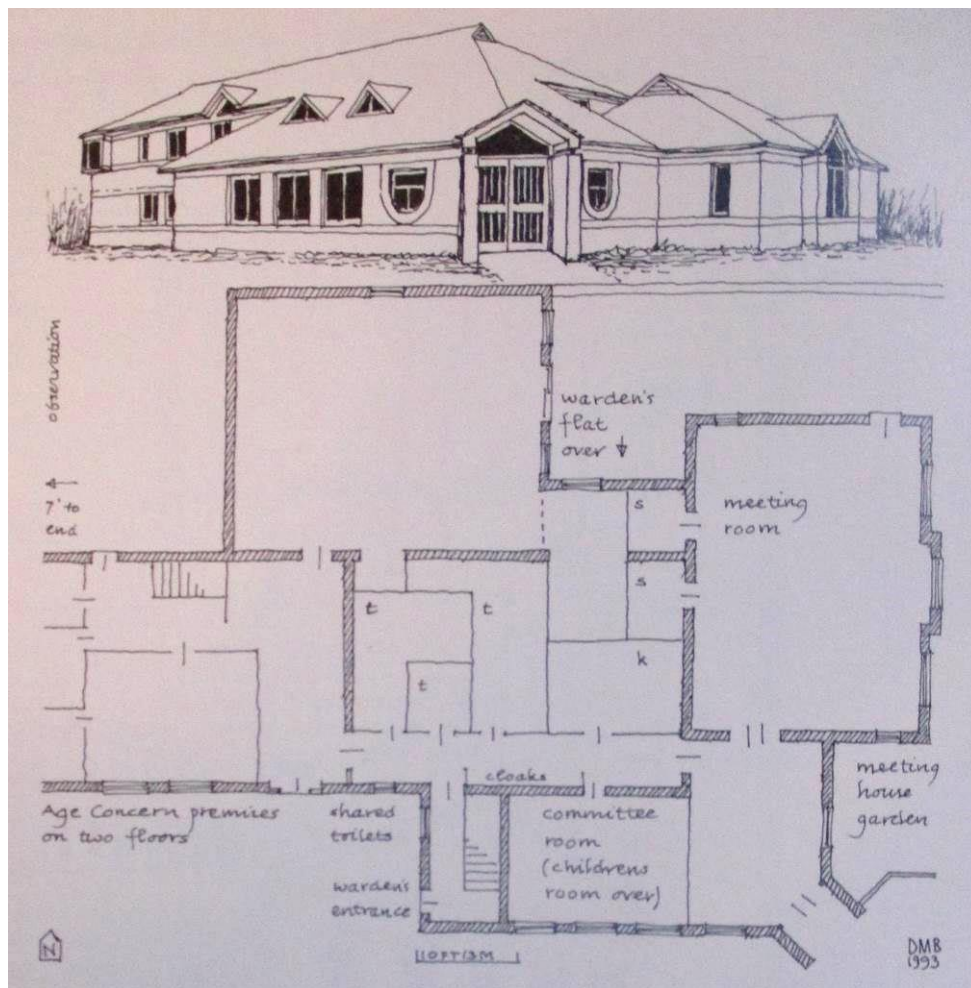 observation
7' to
end
warden's
flat
over
meeting
room
s
s
k
t
t
t
cloaks
Age Concern premises
on two floors
shared
toilets
warden's
entrance
committee
room
(childrens
room over)
meeting
house
garden
N
10FT/3M
DMB
1993